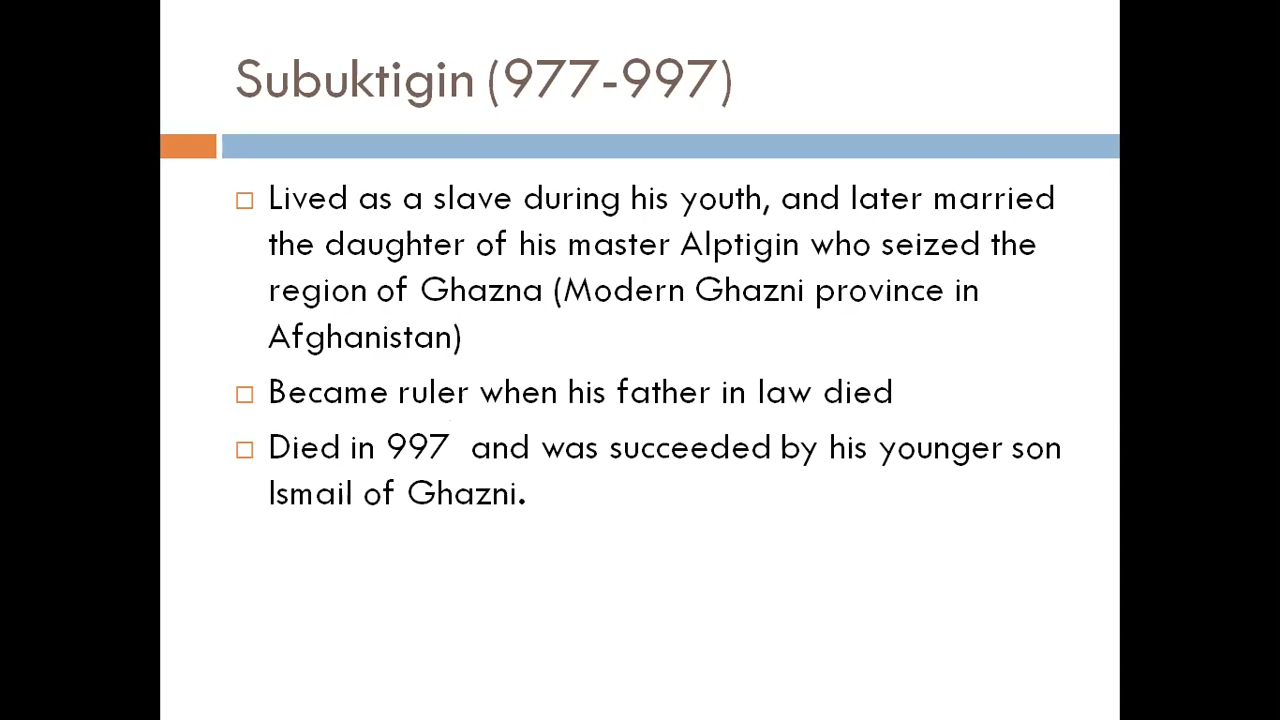 Subuktigin (977-997)
Lived as a slave during his youth, and later married
the daughter of his master Alptigin who seized the
region of Ghazna (Modern Ghazni province in
Afghanistan)
Became ruler when his father in law died
Died in 997 and was succeeded by his younger son
Ismail of Ghazni.